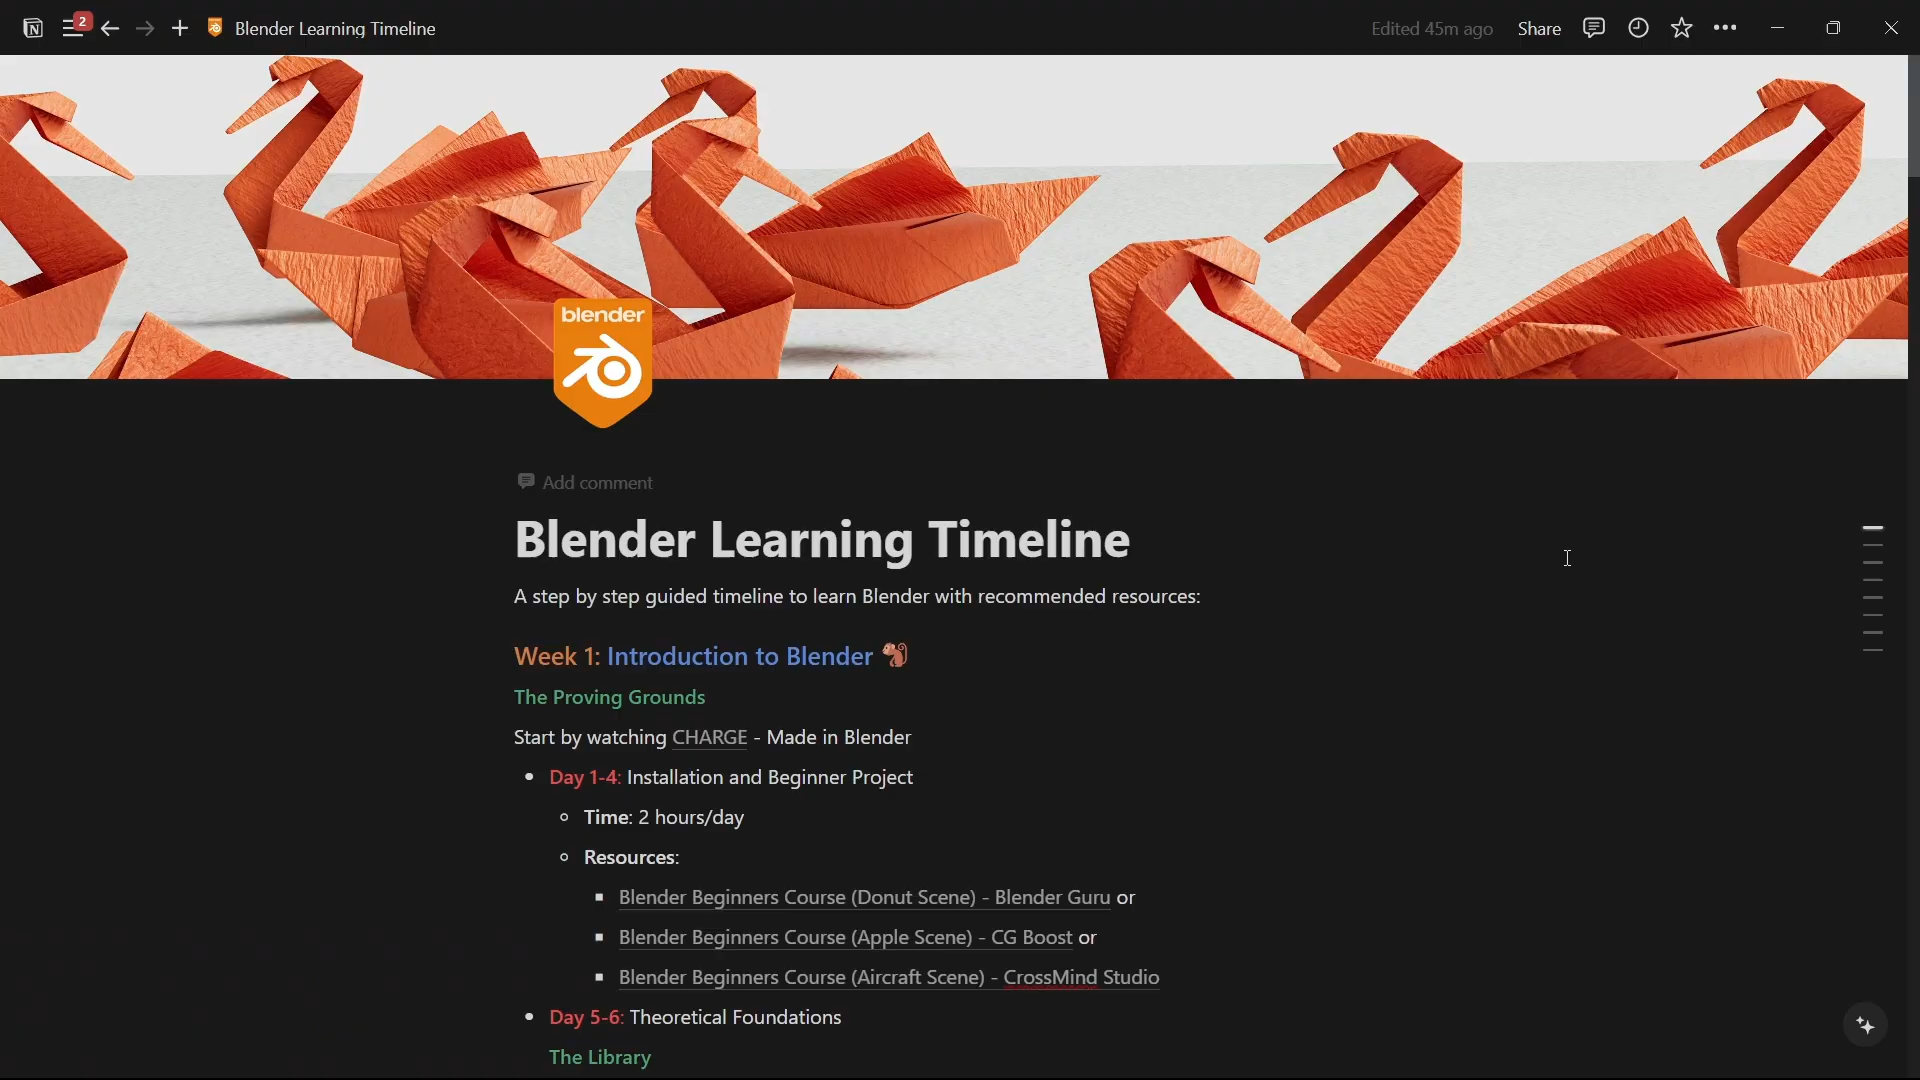 2
Blender Learning Timeline
Edited 45m ago
Share
blender
Add comment
Blender Learning Timeline
A step by step guided timeline to learn Blender with recommended resources:
Week 1: Introduction to Blender
The Proving Grounds
Start by watching CHARGE - Made in Blender
Day 1-4: Installation and Beginner Project
Time: 2 hours/day
Resources:
Blender Beginners Course (Donut Scene) - Blender Guru or
Blender Beginners Course (Apple Scene) - CG Boost or
Blender Beginners Course (Aircraft Scene) - CrossMind Studio
Day 5-6: Theoretical Foundations
The Library